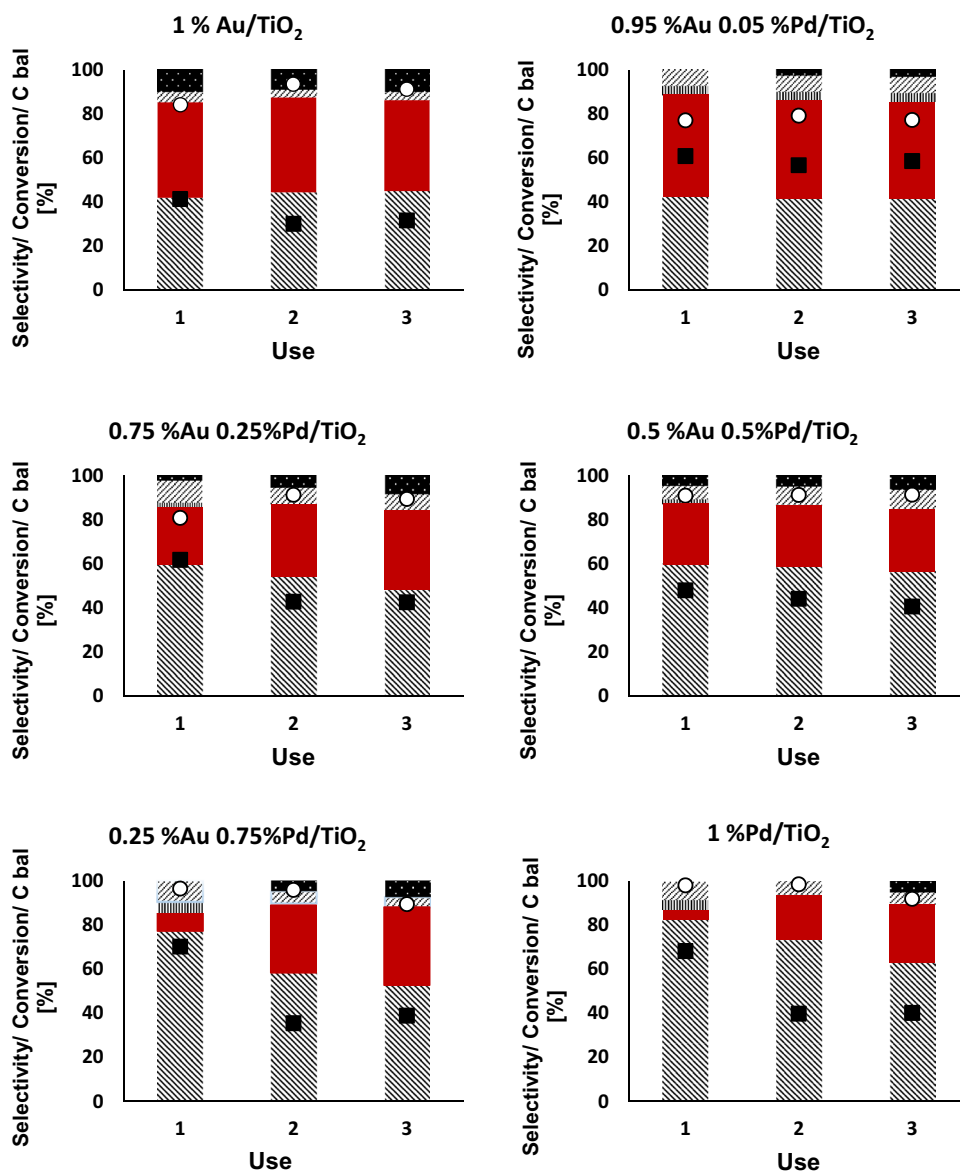 1 % Au/TiO₂
Selectivity/ Conversion/ C bal
[%]
100
80
60
40
20
0
1 2 3
Use
0.95 %Au 0.05 %Pd/TiO₂
Selectivity/ Conversion/ C bal
[%]
100
80
60
40
20
0
1 2 3
Use
0.75 %Au 0.25%Pd/TiO₂
Selectivity/ Conversion/ C bal
[%]
100
80
60
40
20
0
1 2 3
Use
0.5 %Au 0.5%Pd/TiO₂
Selectivity/ Conversion/ C bal
[%]
100
80
60
40
20
0
1 2 3
Use
0.25 %Au 0.75%Pd/TiO₂
Selectivity/ Conversion/ C bal
[%]
100
80
60
40
20
0
1 2 3
Use
1 %Pd/TiO₂
Selectivity/ Conversion/ C bal
[%]
100
80
60
40
20
0
1 2 3
Use